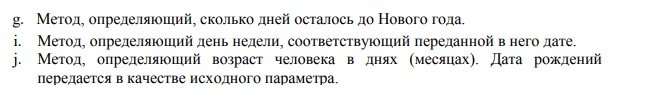 g. Метод, определяющий, сколько дней осталось до Нового года.
i. Метод, определяющий день недели, соответствующий переданной в него дате.
j. Метод, определяющий возраст человека в днях (месяцах). Дата рождений
передается в качестве исходного параметра.